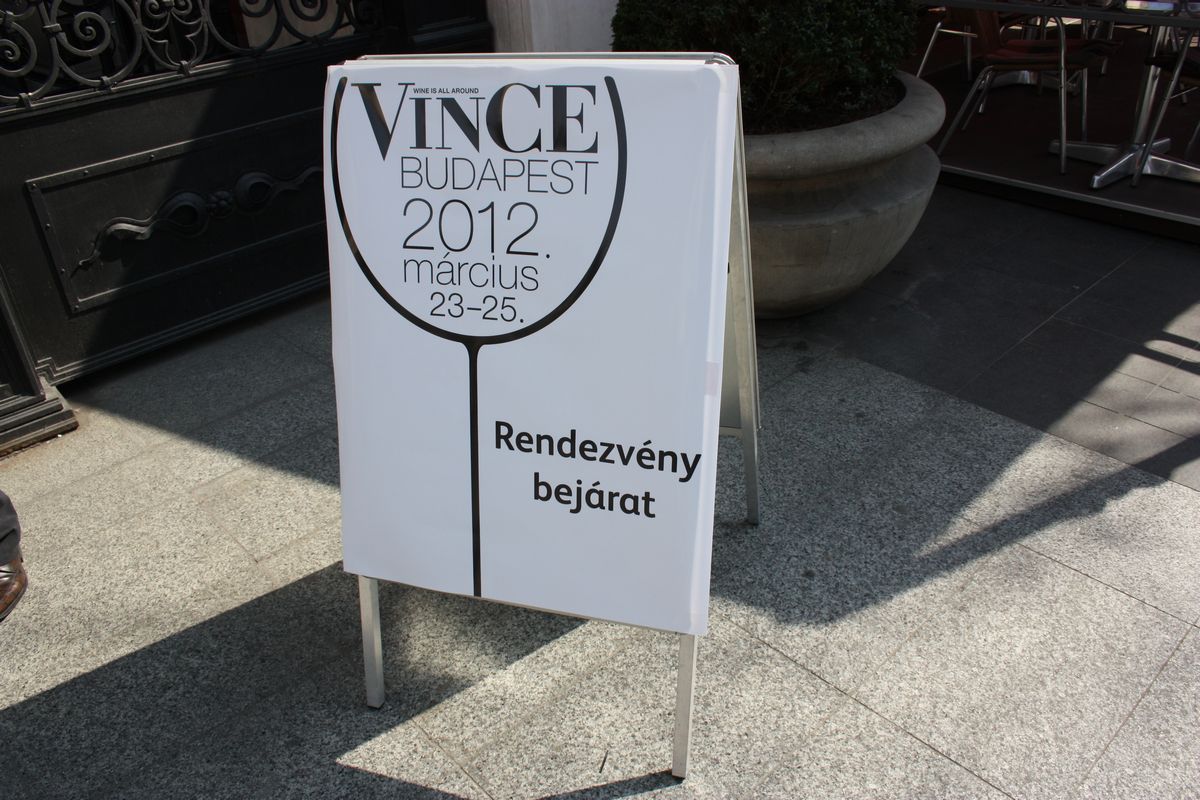 WINE IS ALL AROUND
VINCE
BUDAPEST
2012.
március
23–25.
Rendezvény
bejárat